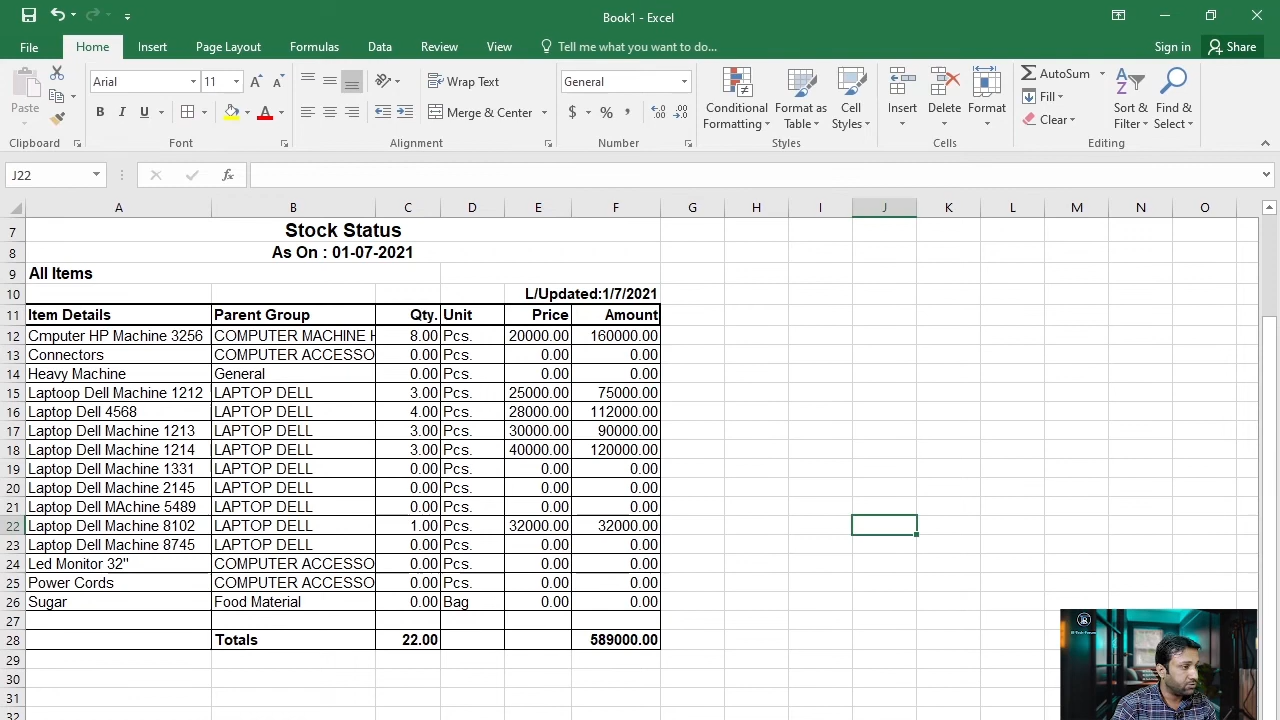 Book1 - Excel
File Home Insert Page Layout Formulas Data Review View Tell me what you want to do... Sign in Share
Paste
Arial 11
B I U A
Wrap Text
Merge & Center
General
$ %
Conditional Formatting
Format as Table
Cell Styles
Insert
Delete
Format
AutoSum
Fill
Clear
Sort & Filter
Find & Select
Clipboard Font Alignment Number Styles Cells Editing
J22 fx
A B C D E F G H I J K L M N O
7 Stock Status
8 As On : 01-07-2021
9 All Items
10 L/Updated:1/7/2021
11 Item Details Parent Group Qty. Unit Price Amount
12 Cmputer HP Machine 3256 COMPUTER MACHINE H 8.00 Pcs. 20000.00 160000.00
13 Connectors COMPUTER ACCESSO 0.00 Pcs. 0.00 0.00
14 Heavy Machine General 0.00 Pcs. 0.00 0.00
15 Laptoop Dell Machine 1212 LAPTOP DELL 3.00 Pcs. 25000.00 75000.00
16 Laptop Dell 4568 LAPTOP DELL 4.00 Pcs. 28000.00 112000.00
17 Laptop Dell Machine 1213 LAPTOP DELL 3.00 Pcs. 30000.00 90000.00
18 Laptop Dell Machine 1214 LAPTOP DELL 3.00 Pcs. 40000.00 120000.00
19 Laptop Dell Machine 1331 LAPTOP DELL 0.00 Pcs. 0.00 0.00
20 Laptop Dell Machine 2145 LAPTOP DELL 0.00 Pcs. 0.00 0.00
21 Laptop Dell MAchine 5489 LAPTOP DELL 0.00 Pcs. 0.00 0.00
22 Laptop Dell Machine 8102 LAPTOP DELL 1.00 Pcs. 32000.00 32000.00
23 Laptop Dell Machine 8745 LAPTOP DELL 0.00 Pcs. 0.00 0.00
24 Led Monitor 32" COMPUTER ACCESSO 0.00 Pcs. 0.00 0.00
25 Power Cords COMPUTER ACCESSO 0.00 Pcs. 0.00 0.00
26 Sugar Food Material 0.00 Bag 0.00 0.00
27
28 Totals 22.00 589000.00
29
30
31
32